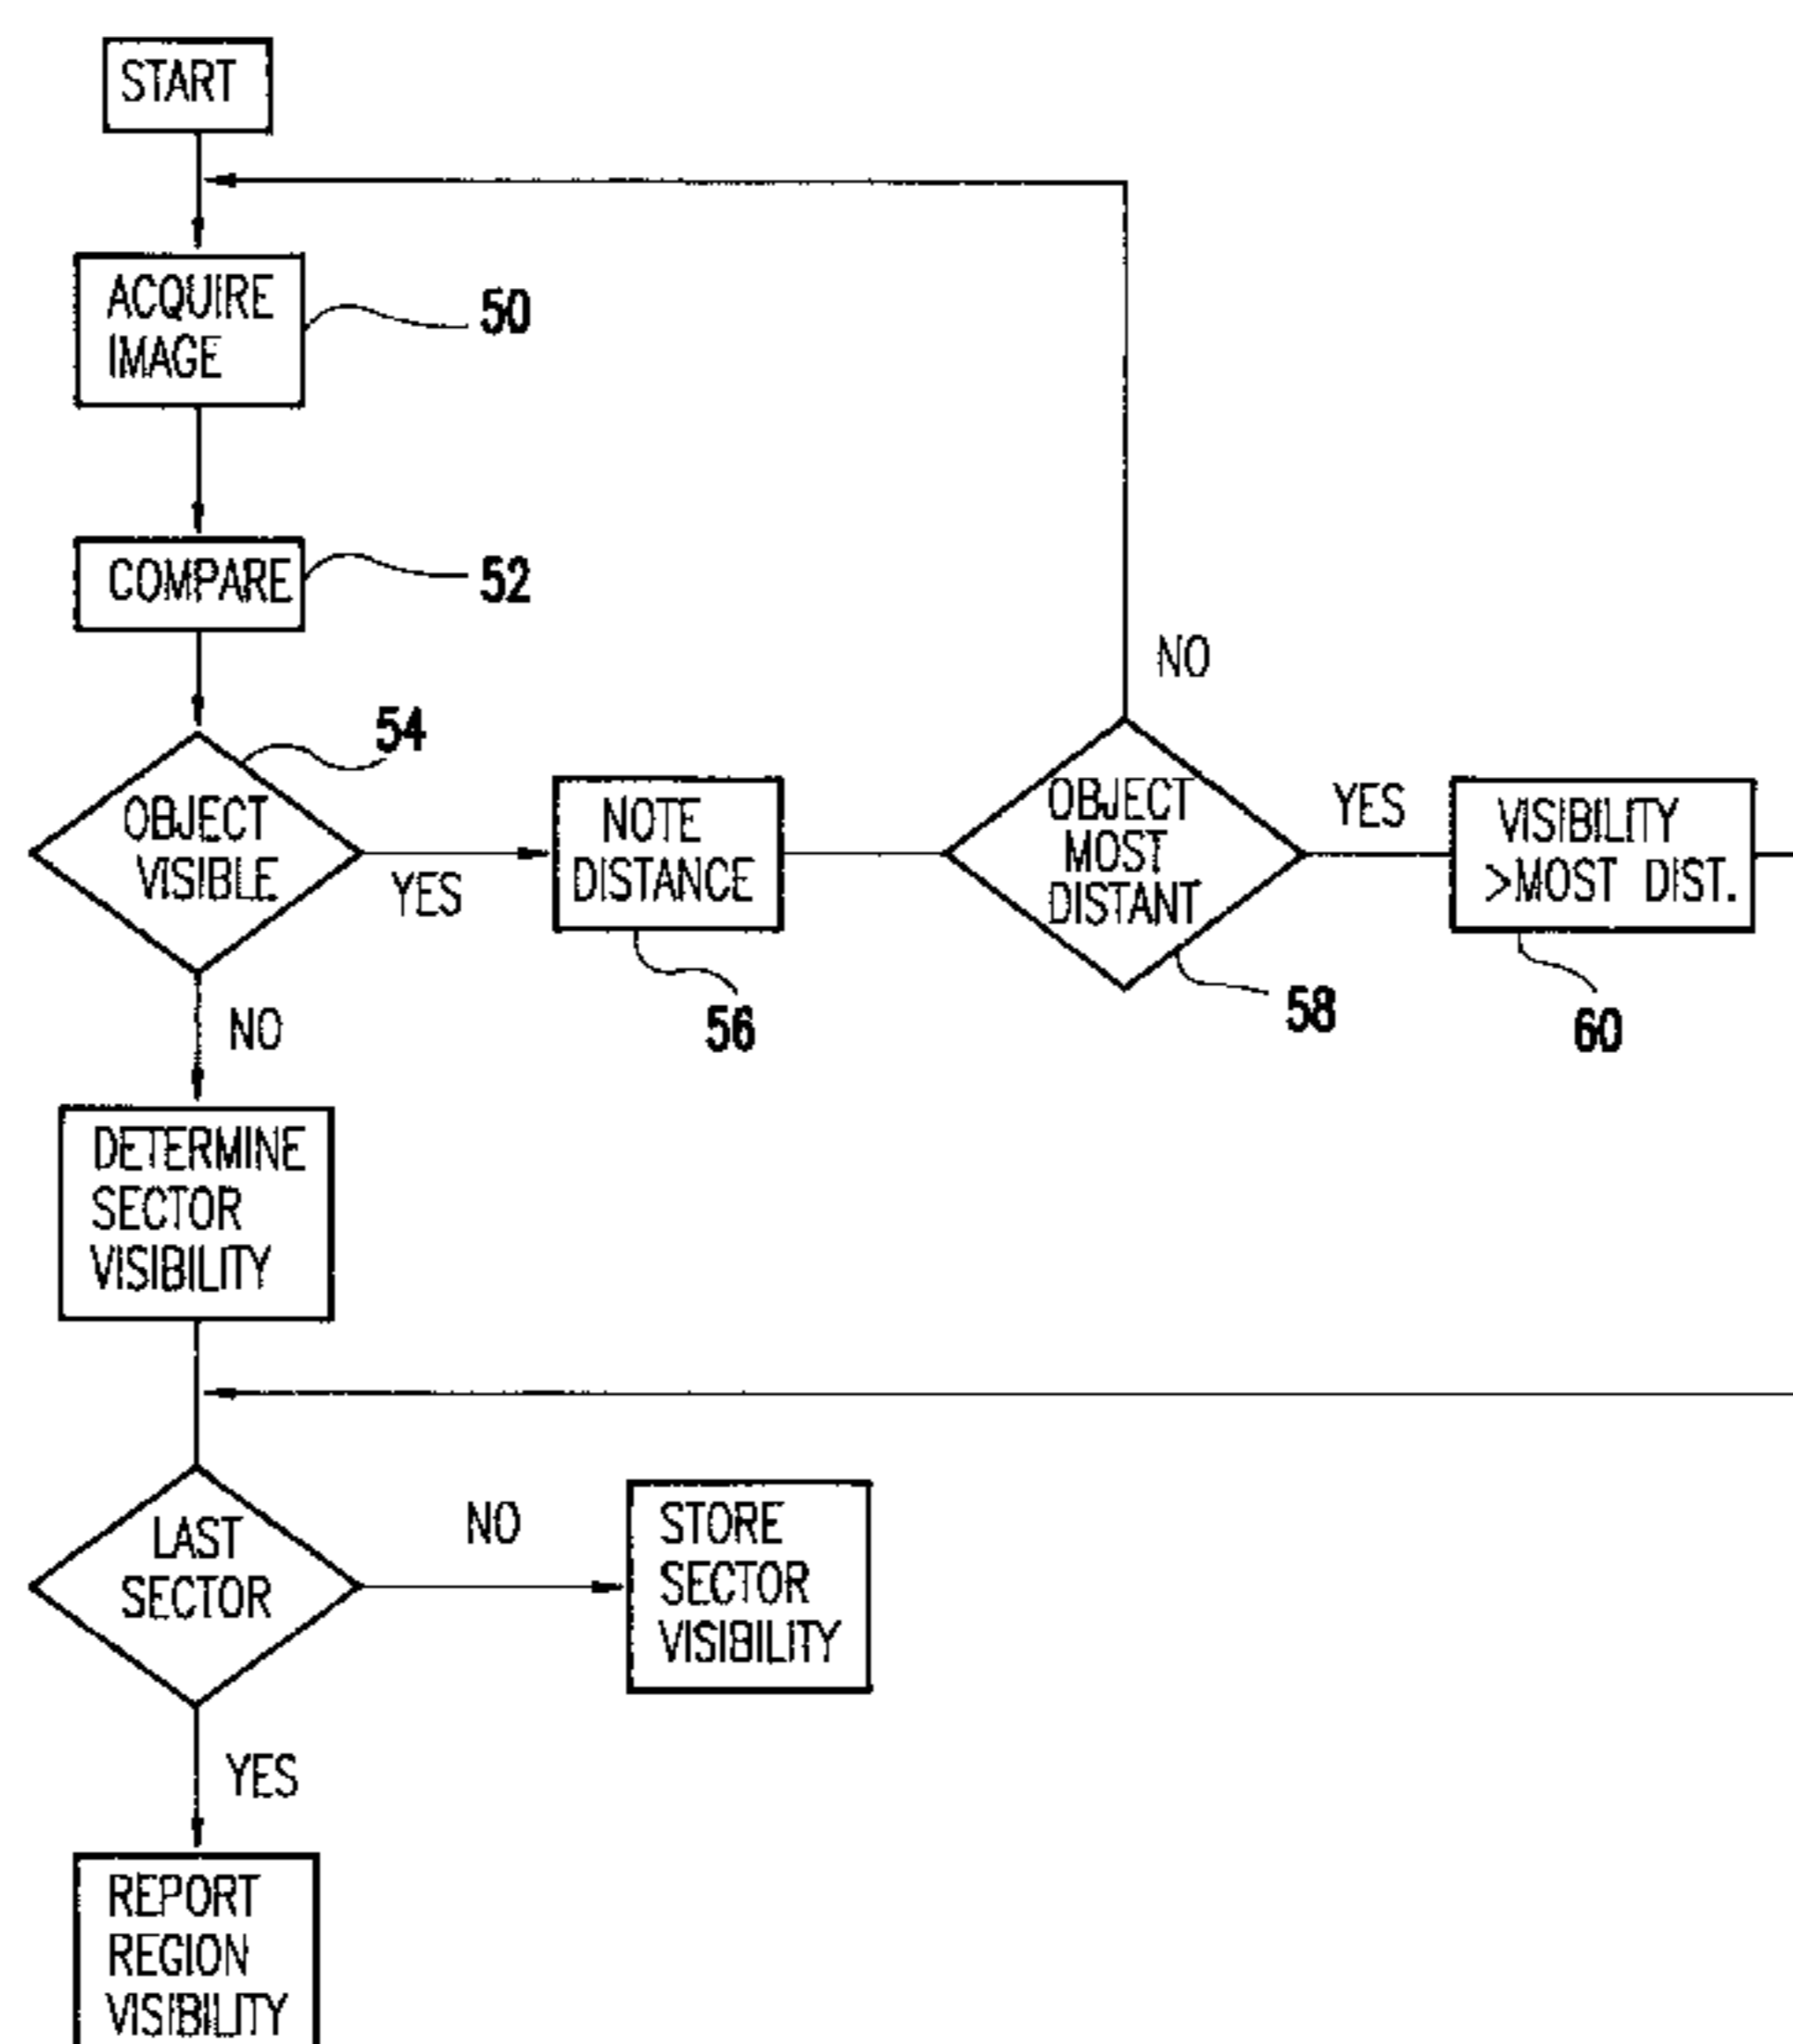 START
ACQUIRE
IMAGE
50
COMPARE
52
54
OBJECT
VISIBLE
YES
NO
NOTE
DISTANCE
56
OBJECT
MOST
DISTANT
58
NO
YES
VISIBILITY
>MOST DIST.
60
DETERMINE
SECTOR
VISIBILITY
LAST
SECTOR
NO
STORE
SECTOR
VISIBILITY
YES
REPORT
REGION
VISIBILITY